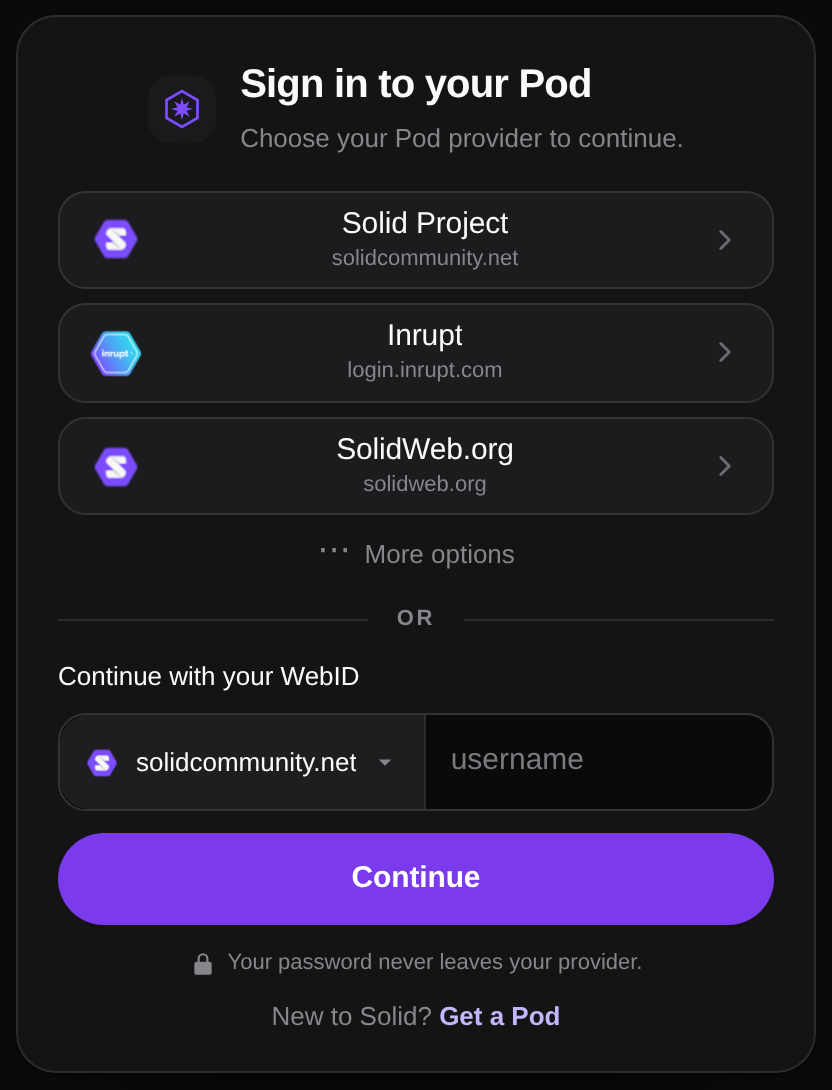 Sign in to your Pod
Choose your Pod provider to continue.
Solid Project
solidcommunity.net
inrupt
Inrupt
login.inrupt.com
SolidWeb.org
solidweb.org
··· More options
OR
Continue with your WebID
solidcommunity.net
username
Continue
Your password never leaves your provider.
New to Solid? Get a Pod